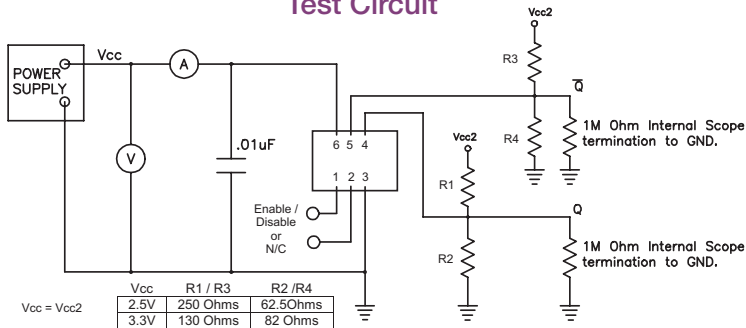 Test Circuit
Vcc2
Vcc
A
R3
POWER
SUPPLY
Q̅
V
.01uF
6 5 4
Vcc2
R4
1M Ohm Internal Scope
termination to GND.
1 2 3
R1
Enable /
Disable
or
N/C
Q
R2
1M Ohm Internal Scope
termination to GND.
Vcc = Vcc2
Vcc R1 / R3 R2 /R4
2.5V 250 Ohms 62.5Ohms
3.3V 130 Ohms 82 Ohms